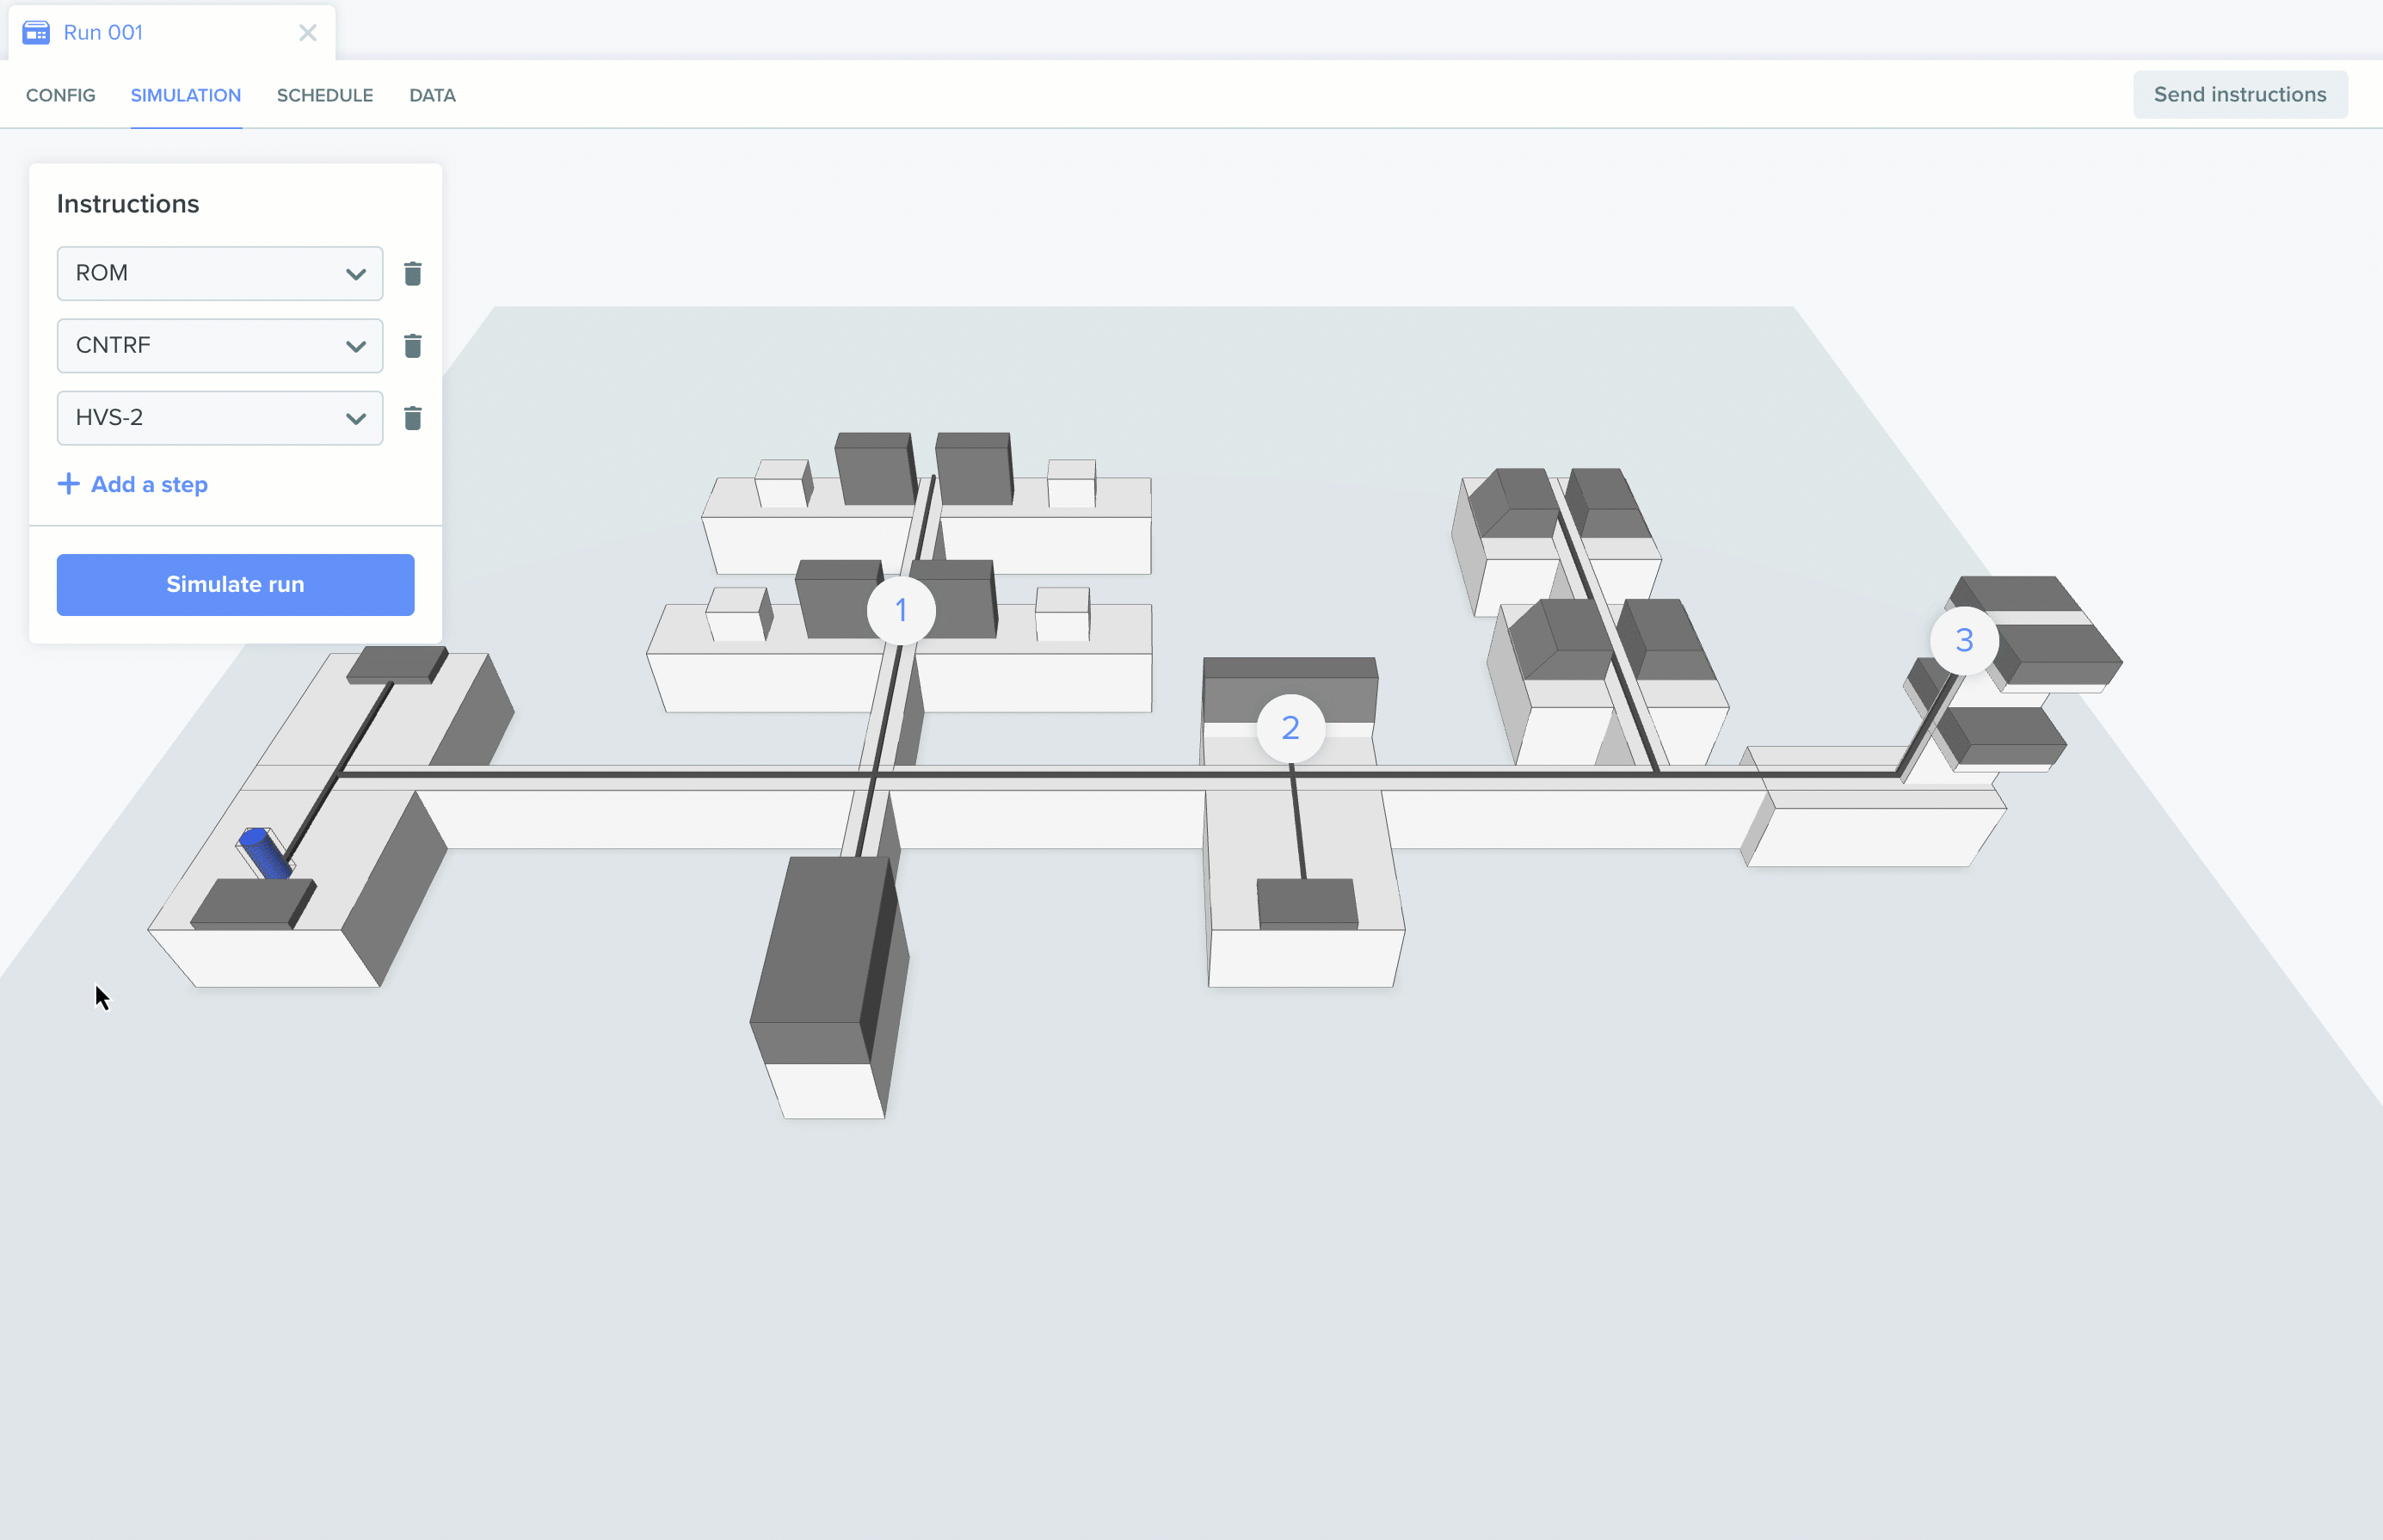 Run 001
CONFIG SIMULATION SCHEDULE DATA Send instructions
Instructions
ROM
CNTRF
HVS-2
Add a step
Simulate run
1
2
3